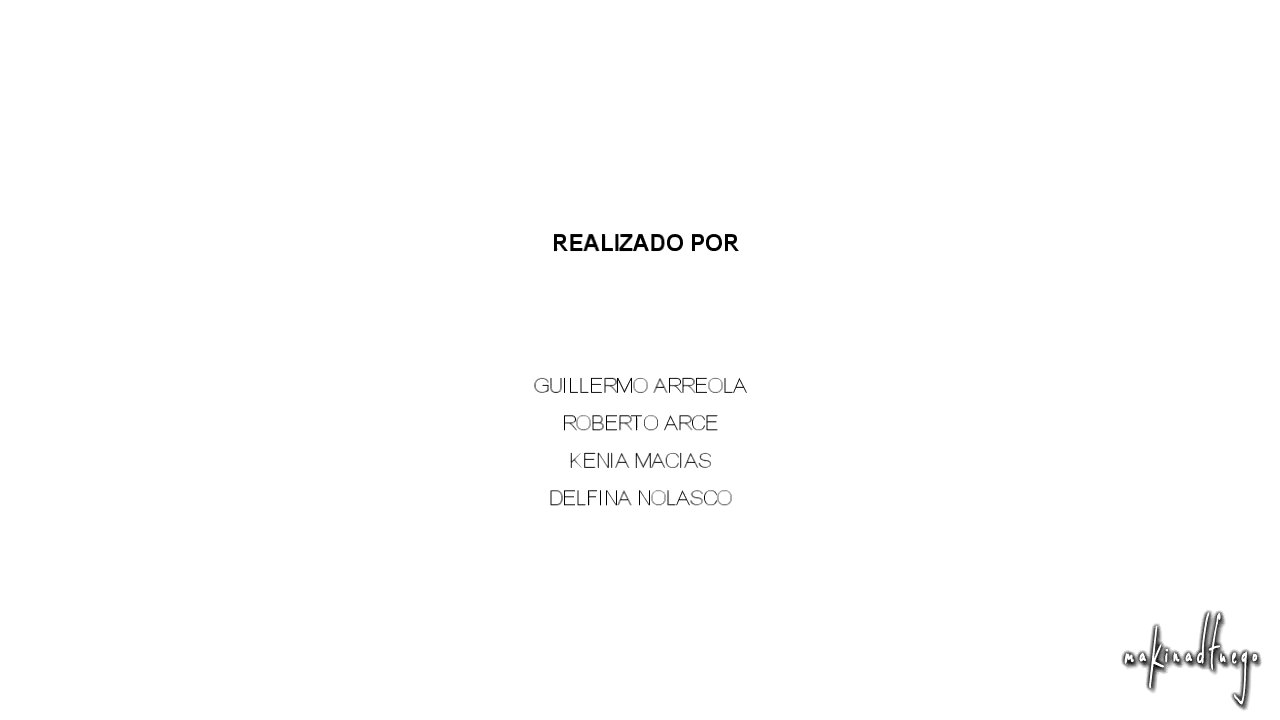 REALIZADO POR
GUILLERMO ARREOLA
ROBERTO ARCE
KENIA MACIAS
DELFINA NOLASCO
makinadfuego